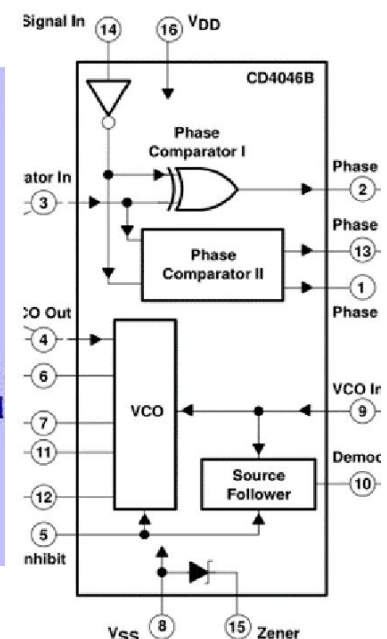 Signal In
14
16
VDD
CD4046B
Phase
Comparator I
ator In
3
Phase
2
Phase
13
Phase
Comparator II
1
Phase
CO Out
4
6
VCO
VCO In
9
7
11
Democ
10
Source
Follower
12
5
nhibit
VSS
8
15
Zener